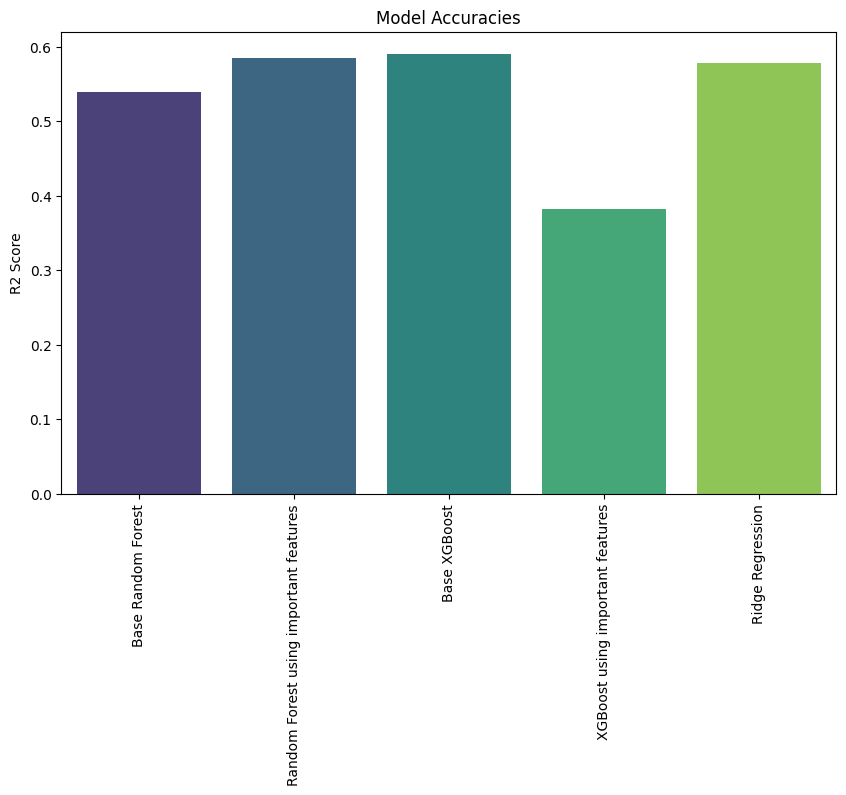 Model Accuracies
R2 Score
0.6
0.5
0.4
0.3
0.2
0.1
0.0
Base Random Forest
Random Forest using important features
Base XGBoost
XGBoost using important features
Ridge Regression